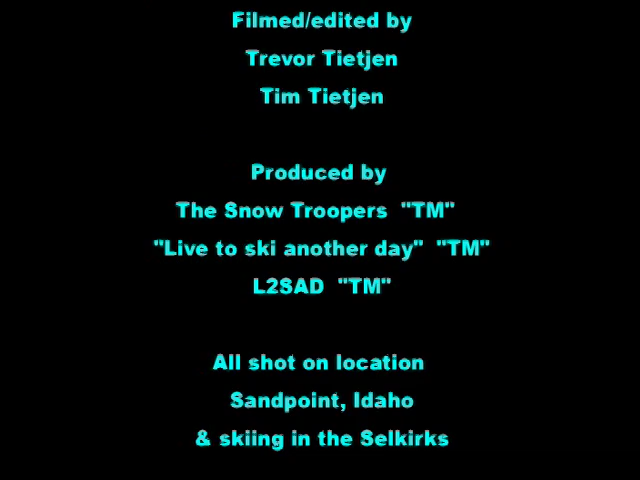 Filmed/edited by
Trevor Tietjen
Tim Tietjen
Produced by
The Snow Troopers "TM"
"Live to ski another day" "TM"
L2SAD "TM"
All shot on location
Sandpoint, Idaho
& skiing in the Selkirks